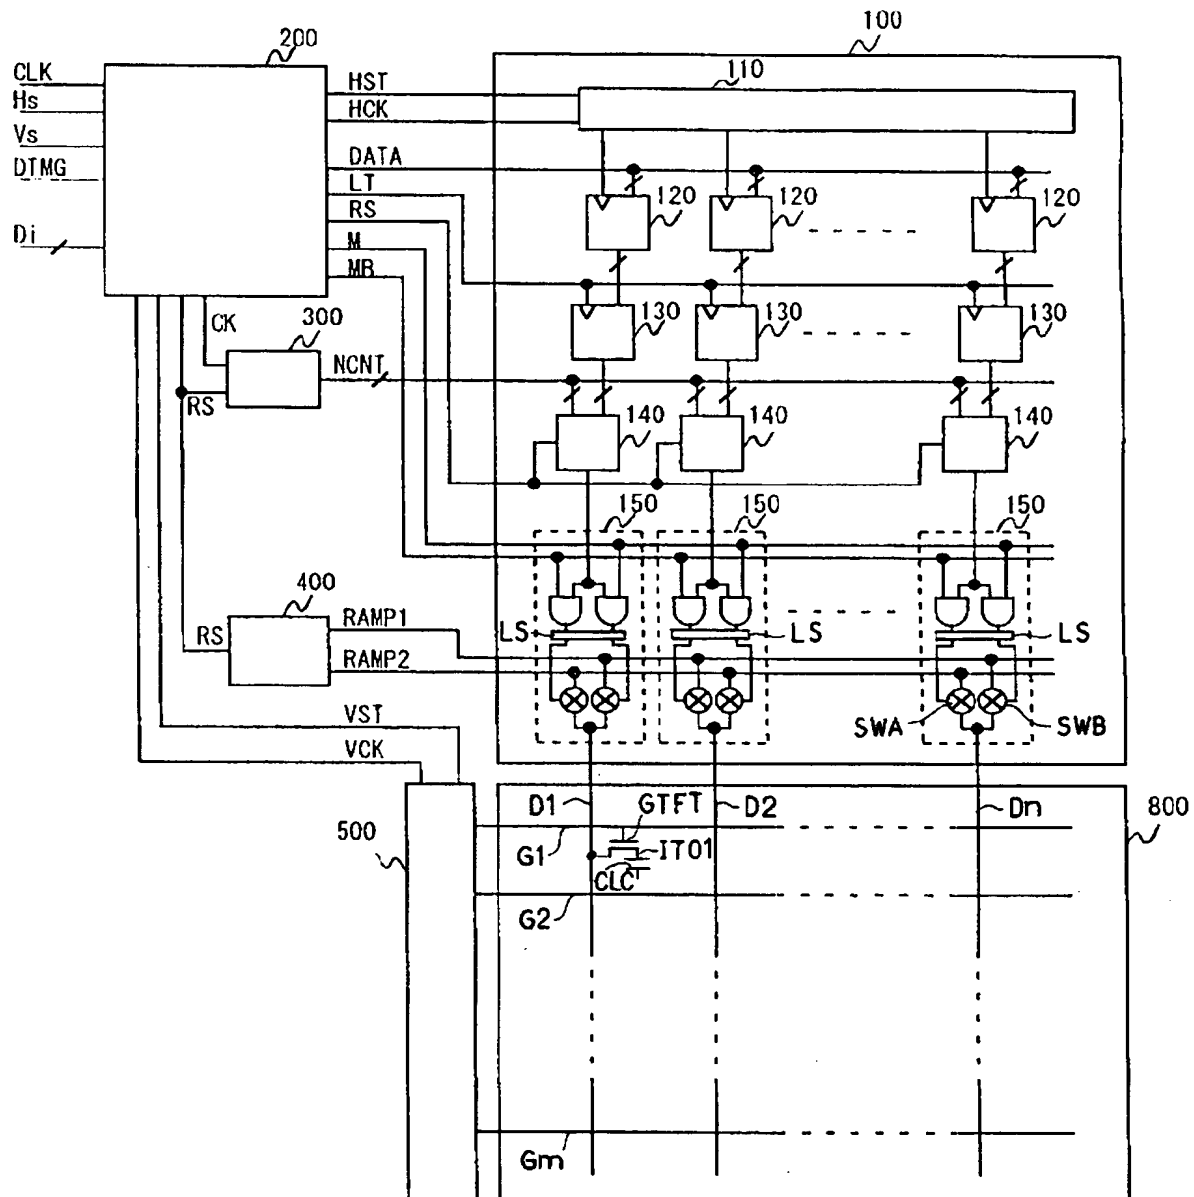 100
200
CLK
HST
110
Hs
HCK
Vs
DATA
DTMG
LT
120
120
120
RS
Di
M
MR
CK
300
130
130
130
NCNT
RS
140
140
140
150
150
150
400
RAMP1
RS
LS
LS
LS
RAMP2
VST
SWA
SWB
VCK
D1
GTFT
D2
Dn
800
500
G1
ITO1
CLC
G2
Gm